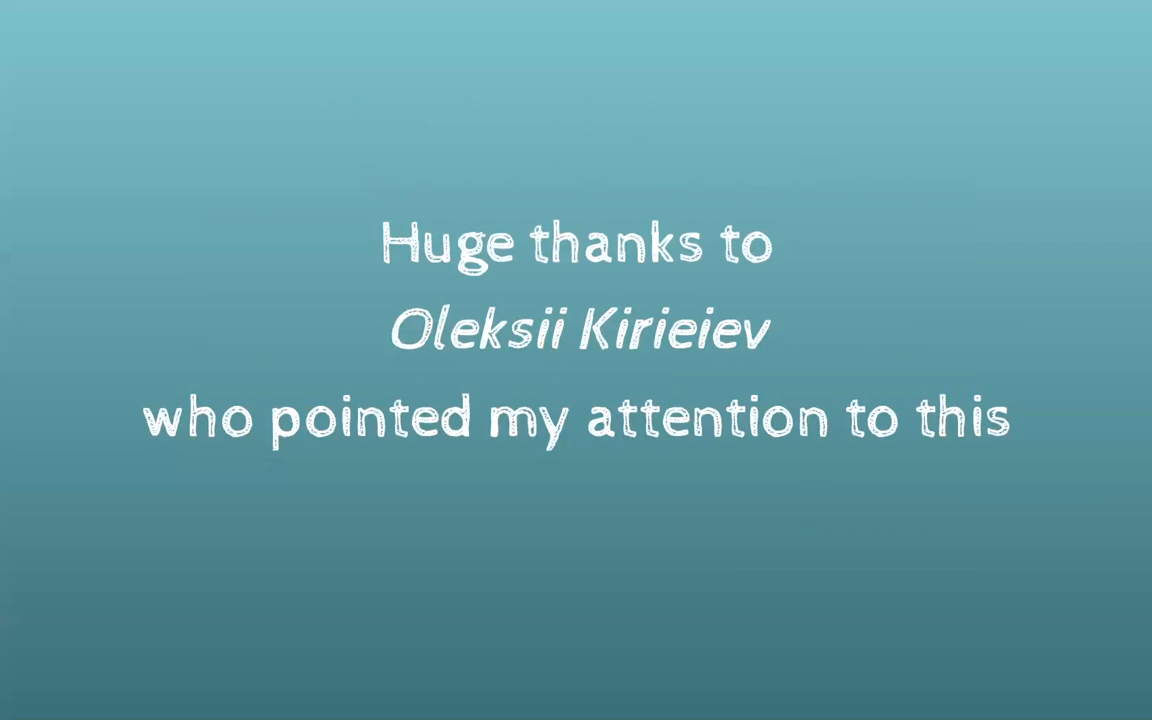 Huge thanks to
Oleksii Kirieiev
who pointed my attention to this